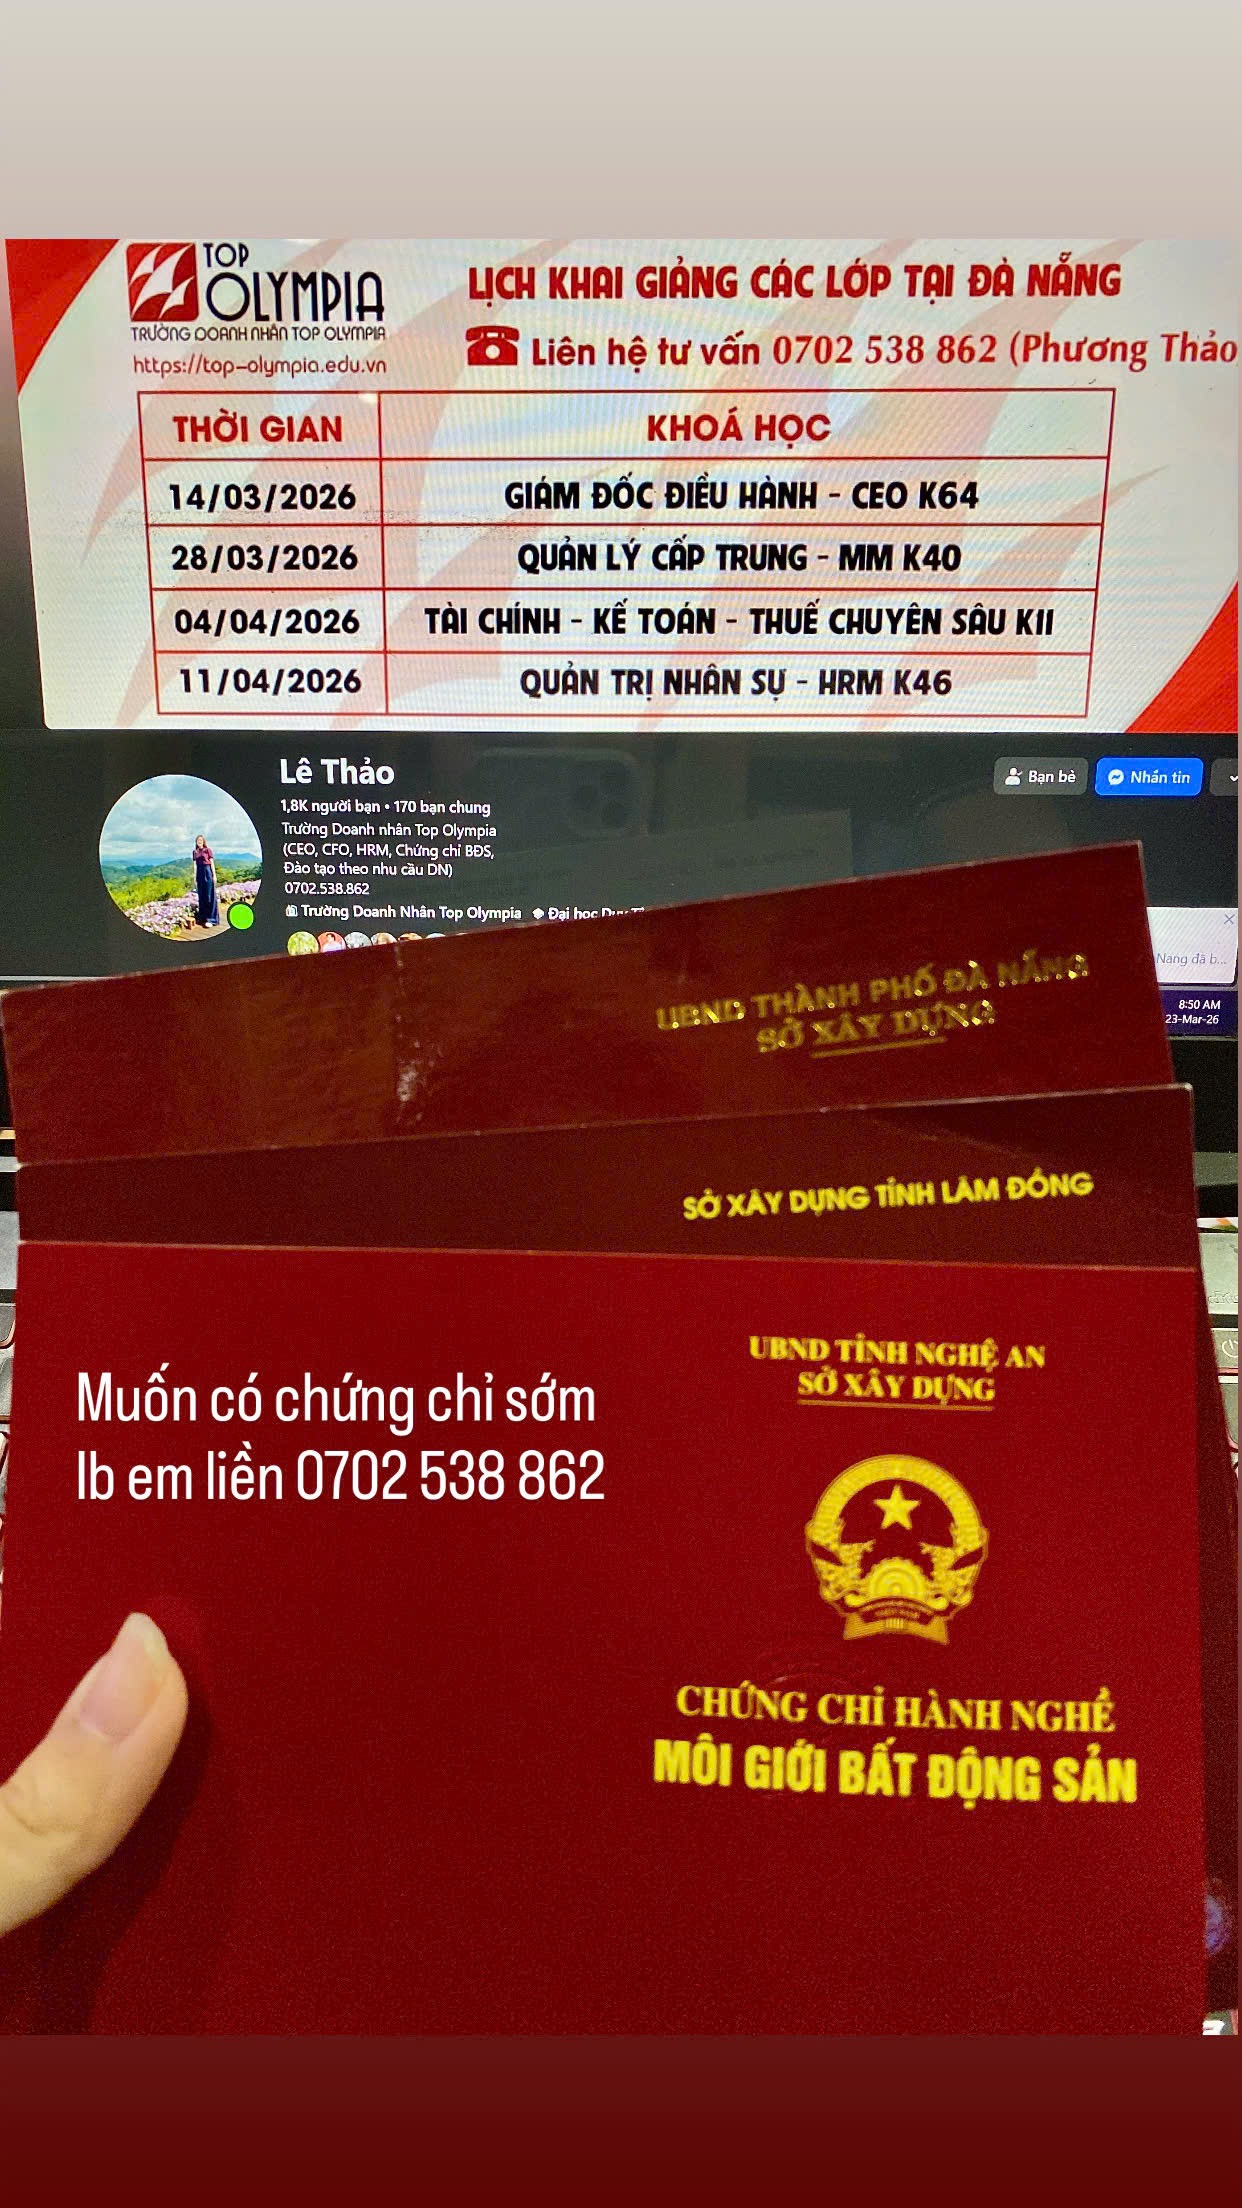 TOP
OLYMPIA
TRƯỜNG DOANH NHÂN TOP OLYMPIA
https://top-olympia.edu.vn
LỊCH KHAI GIẢNG CÁC LỚP TẠI ĐÀ NẴNG
Liên hệ tư vấn 0702 538 862 (Phương Thảo
THỜI GIAN KHOÁ HỌC
14/03/2026 GIÁM ĐỐC ĐIỀU HÀNH - CEO K64
28/03/2026 QUẢN LÝ CẤP TRUNG - MM K40
04/04/2026 TÀI CHÍNH - KẾ TOÁN - THUẾ CHUYÊN SÂU K11
11/04/2026 QUẢN TRỊ NHÂN SỰ - HRM K46
Lê Thảo
1,8K người bạn • 170 bạn chung
Trường Doanh nhân Top Olympia
(CEO, CFO, HRM, Chứng chỉ BĐS,
Đào tạo theo nhu cầu DN)
0702.538.862
Trường Doanh Nhân Top Olympia Đại học
Bạn bè
Nhắn tin
Nang đã b...
8:50 AM
23-Mar-26
UBND THÀNH PHỐ ĐÀ NẴNG
SỞ XÂY DỰNG
SỞ XÂY DỰNG TỈNH LÂM ĐỒNG
UBND TỈNH NGHỆ AN
SỞ XÂY DỰNG
Muốn có chứng chỉ sớm
Ib em liền 0702 538 862
CHỨNG CHỈ HÀNH NGHỀ
MÔI GIỚI BẤT ĐỘNG SẢN